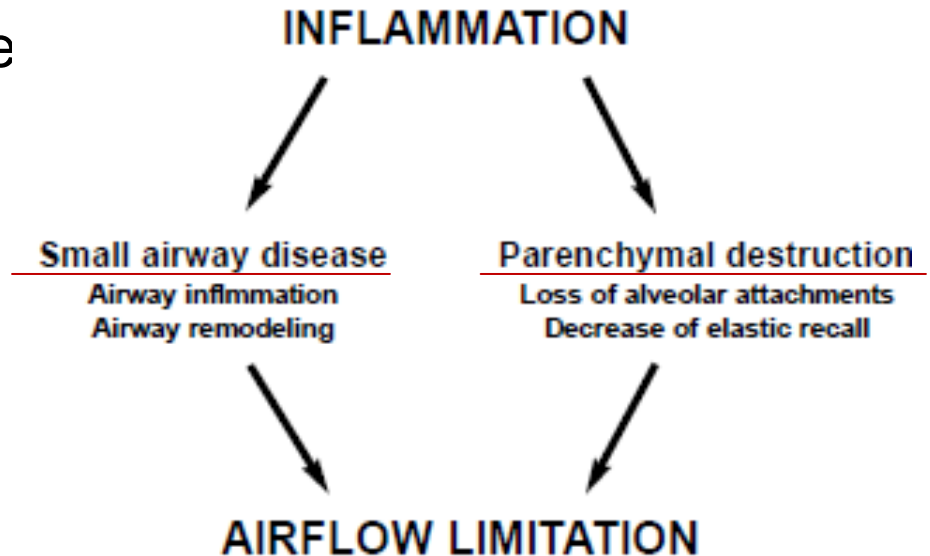 INFLAMMATION
e
Small airway disease
Parenchymal destruction
Airway inflmmation
Loss of alveolar attachments
Airway remodeling
Decrease of elastic recall
AIRFLOW LIMITATION